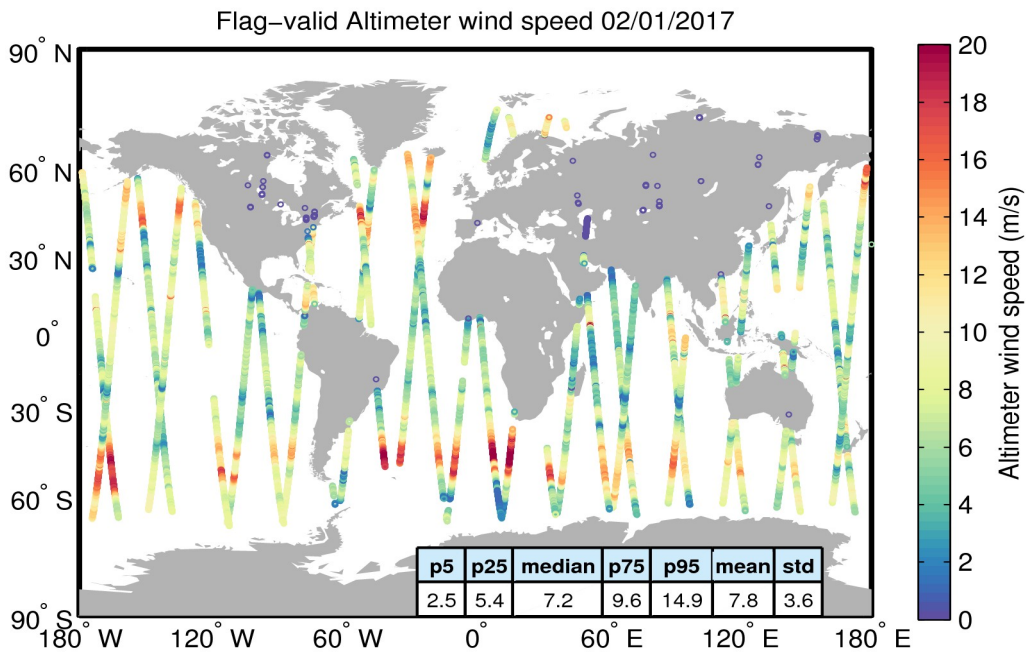 Flag−valid Altimeter wind speed 02/01/2017
90° N
60° N
30° N
0°
30° S
60° S
90° S
180° W
120° W
60° W
0°
60° E
120° E
180° E
p5 p25 median p75 p95 mean std
2.5 5.4 7.2 9.6 14.9 7.8 3.6
20
18
16
14
12
10
8
6
4
2
0
Altimeter wind speed (m/s)